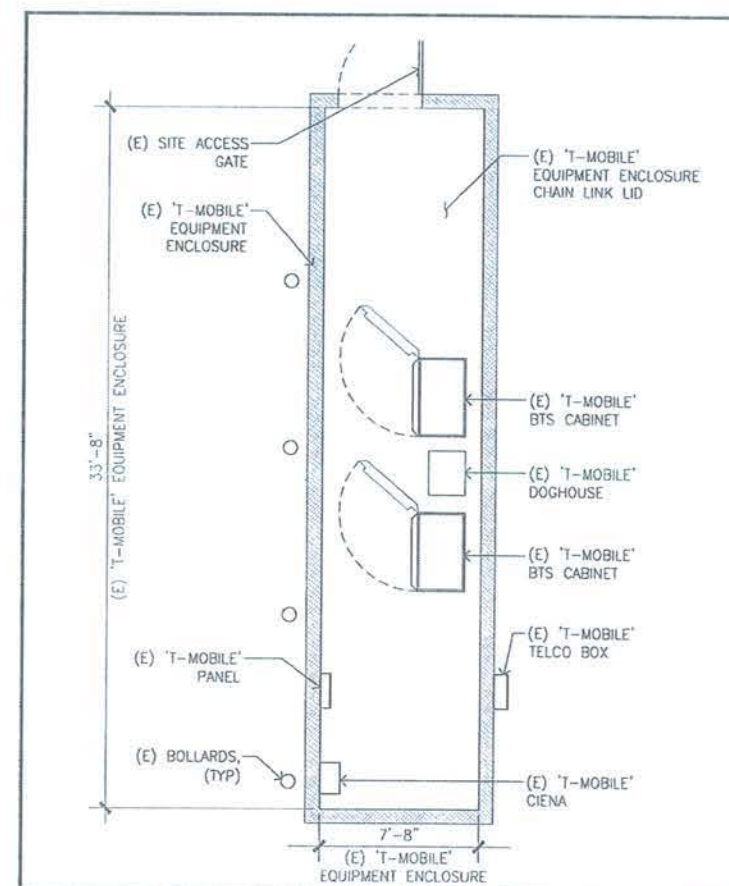 (E) SITE ACCESS
GATE
(E) 'T-MOBILE'
EQUIPMENT ENCLOSURE
CHAIN LINK LID
(E) 'T-MOBILE'
EQUIPMENT
ENCLOSURE
33'-8"
(E) 'T-MOBILE' EQUIPMENT ENCLOSURE
(E) 'T-MOBILE'
BTS CABINET
(E) 'T-MOBILE'
DOGHOUSE
(E) 'T-MOBILE'
BTS CABINET
(E) 'T-MOBILE'
TELCO BOX
(E) 'T-MOBILE'
PANEL
(E) BOLLARDS,
(TYP)
(E) 'T-MOBILE'
CIENA
7'-8"
(E) 'T-MOBILE'
EQUIPMENT ENCLOSURE